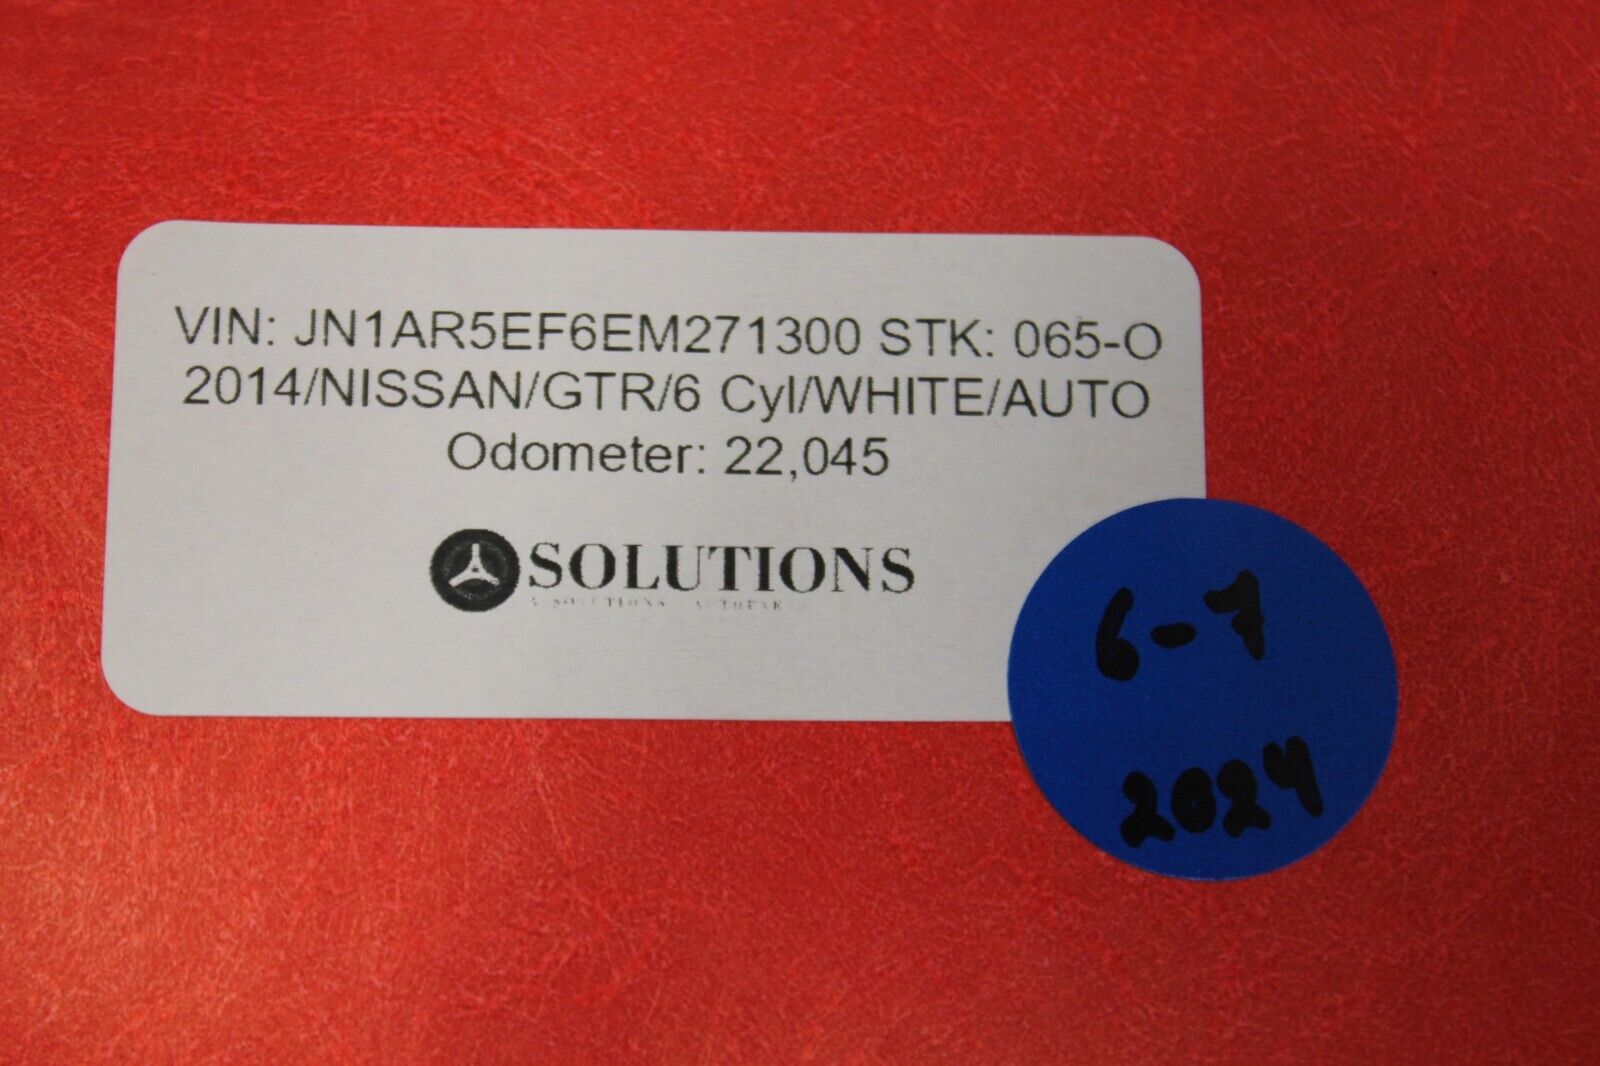 VIN: JN1AR5EF6EM271300 STK: 065-O
2014/NISSAN/GTR/6 Cyl/WHITE/AUTO
Odometer: 22,045
SOLUTIONS
6-7
2024